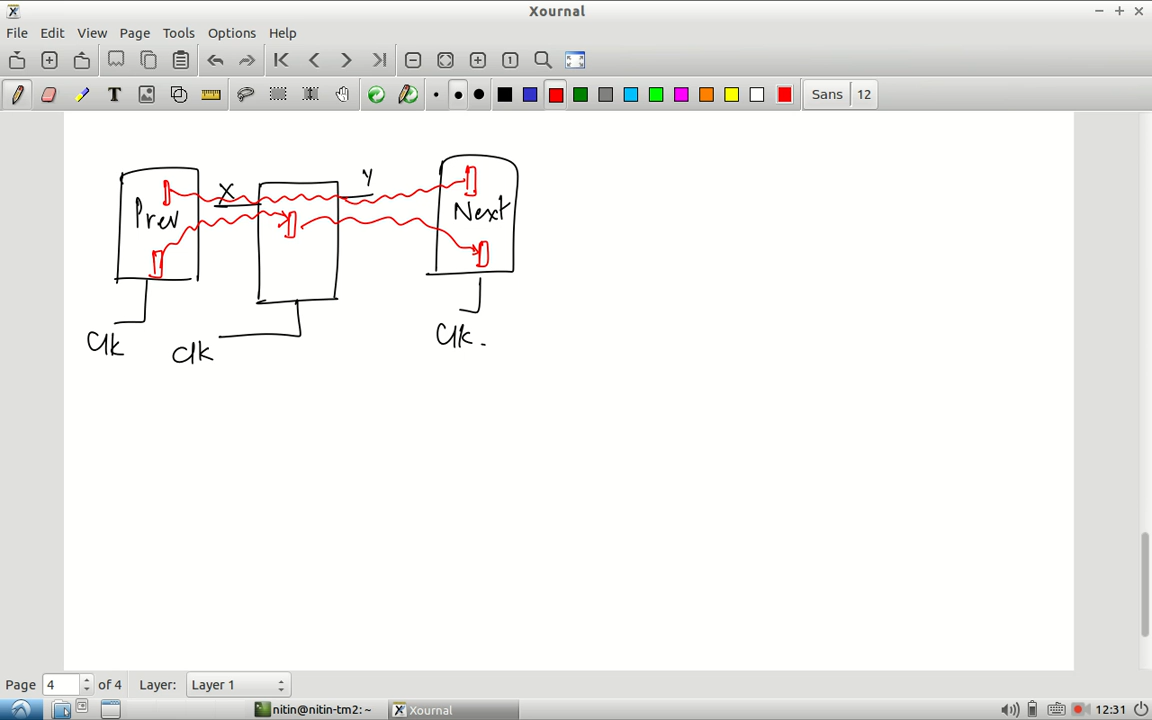 Xournal
File Edit View Page Tools Options Help
T 1 Sans 12
X Y
Prev Next
Clk Clk Clk.
Page 4 of 4 Layer: Layer 1
nitin@nitin-tm2: ~ Xournal 12:31